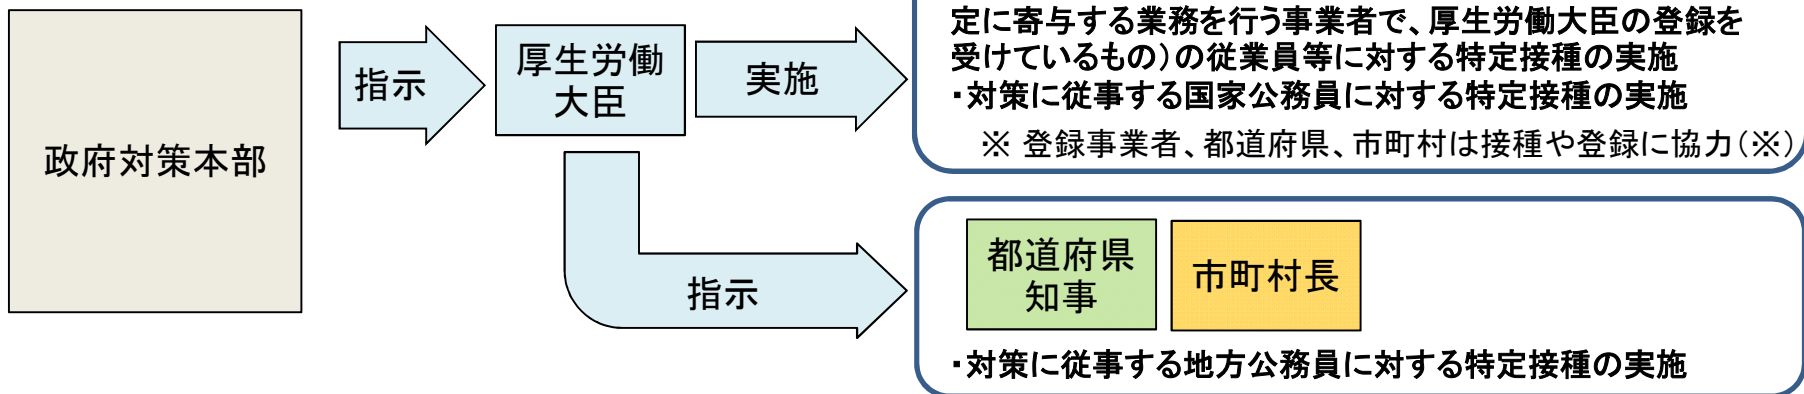 政府対策本部
指示
厚生労働
大臣
実施
定に寄与する業務を行う事業者で、厚生労働大臣の登録を
受けているもの)の従業員等に対する特定接種の実施
・対策に従事する国家公務員に対する特定接種の実施
※ 登録事業者、都道府県、市町村は接種や登録に協力(※)
指示
都道府県
知事
市町村長
・対策に従事する地方公務員に対する特定接種の実施